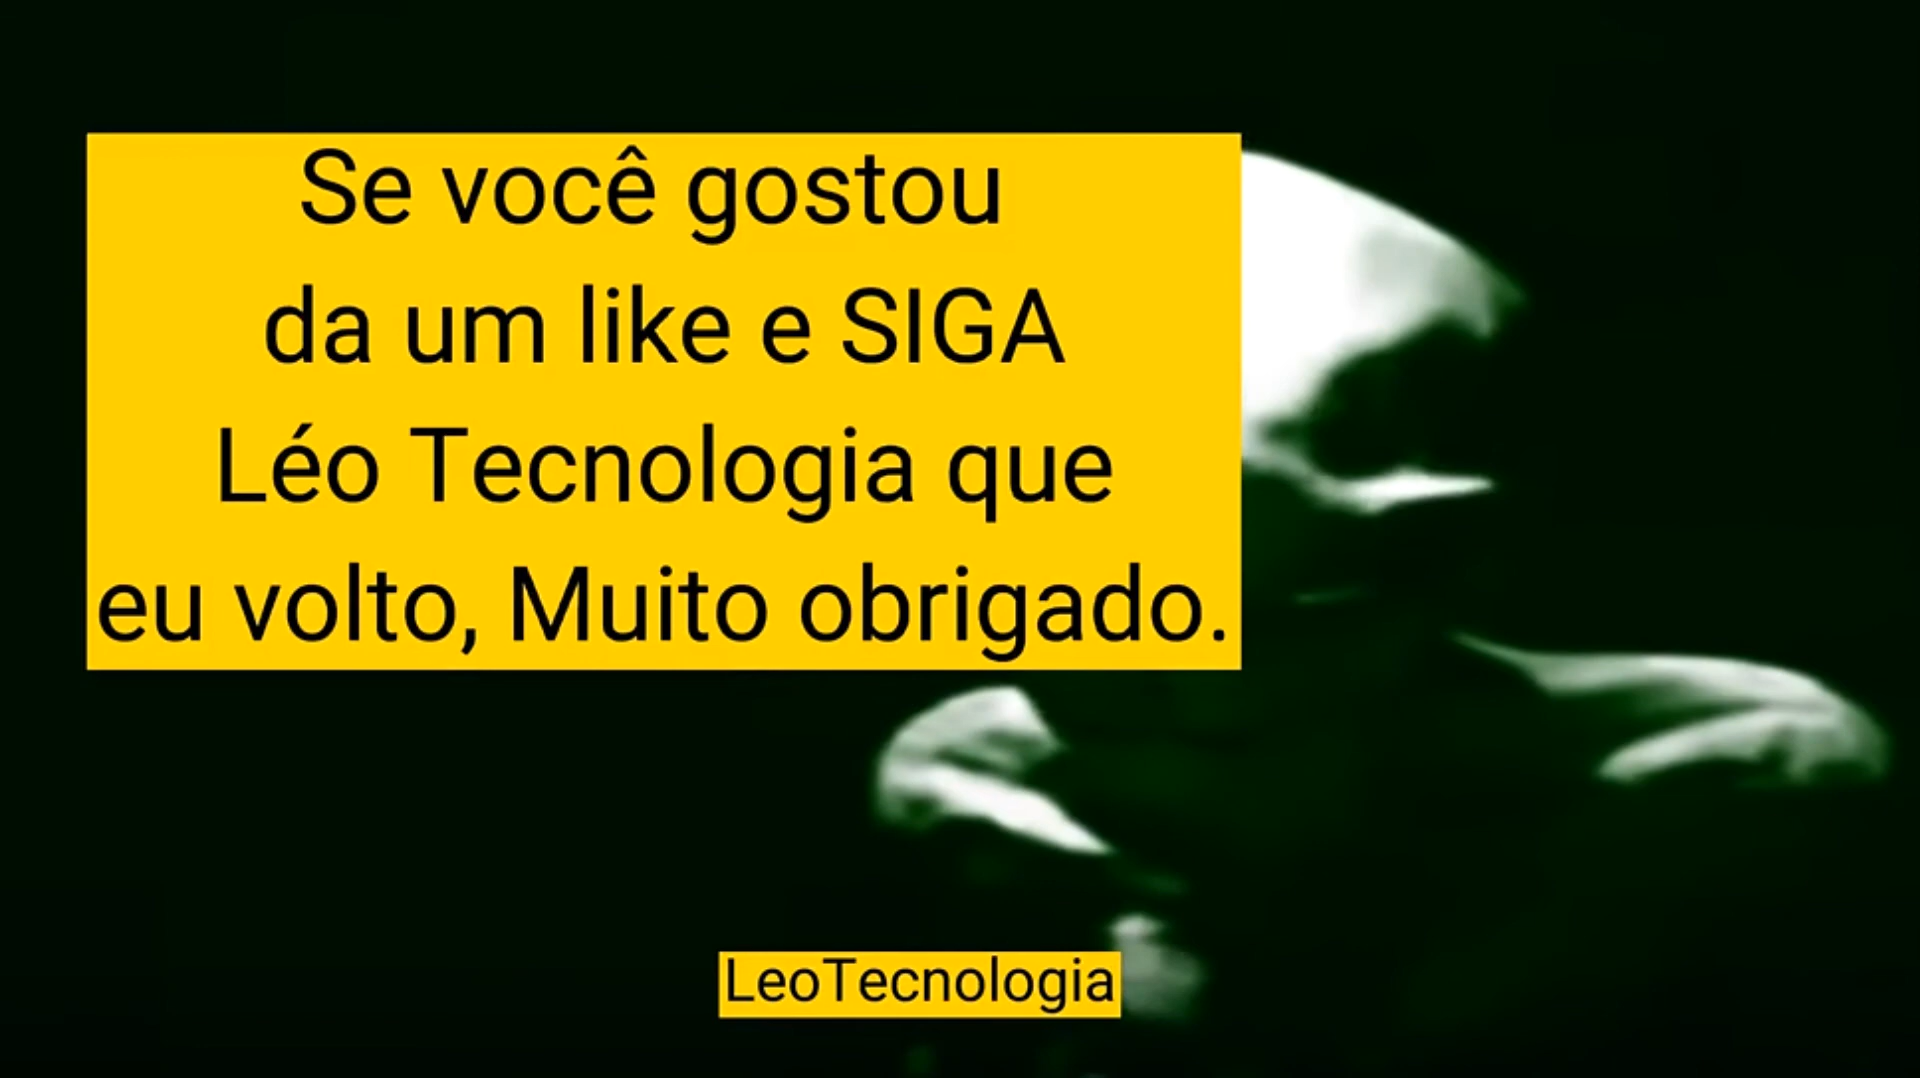 Se você gostou
da um like e SIGA
Léo Tecnologia que
eu volto, Muito obrigado.
LeoTecnologia